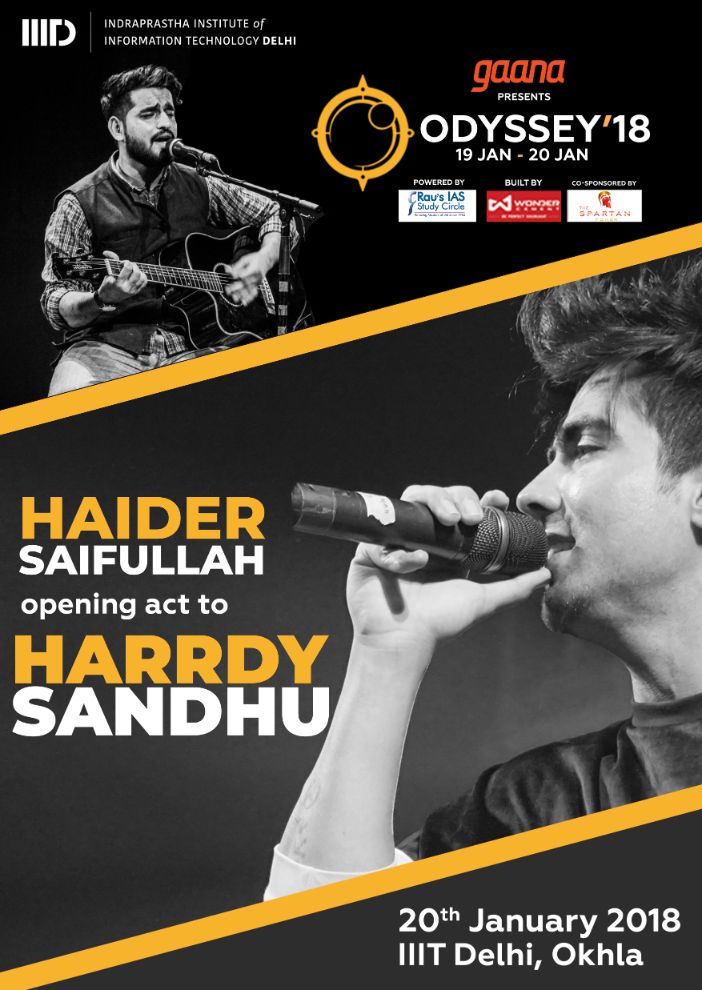 IIITD
INDRAPRASTHA INSTITUTE of
INFORMATION TECHNOLOGY DELHI
gaana
PRESENTS
ODYSSEY'18
19 JAN - 20 JAN
POWERED BY
Rau's IAS
Study Circle
BUILT BY
WONDER
CEMENT
CO-SPONSORED BY
THE
SPARTAN
POKER
HAIDER
SAIFULLAH
opening act to
HARRDY
SANDHU
20th January 2018
IIIT Delhi, Okhla